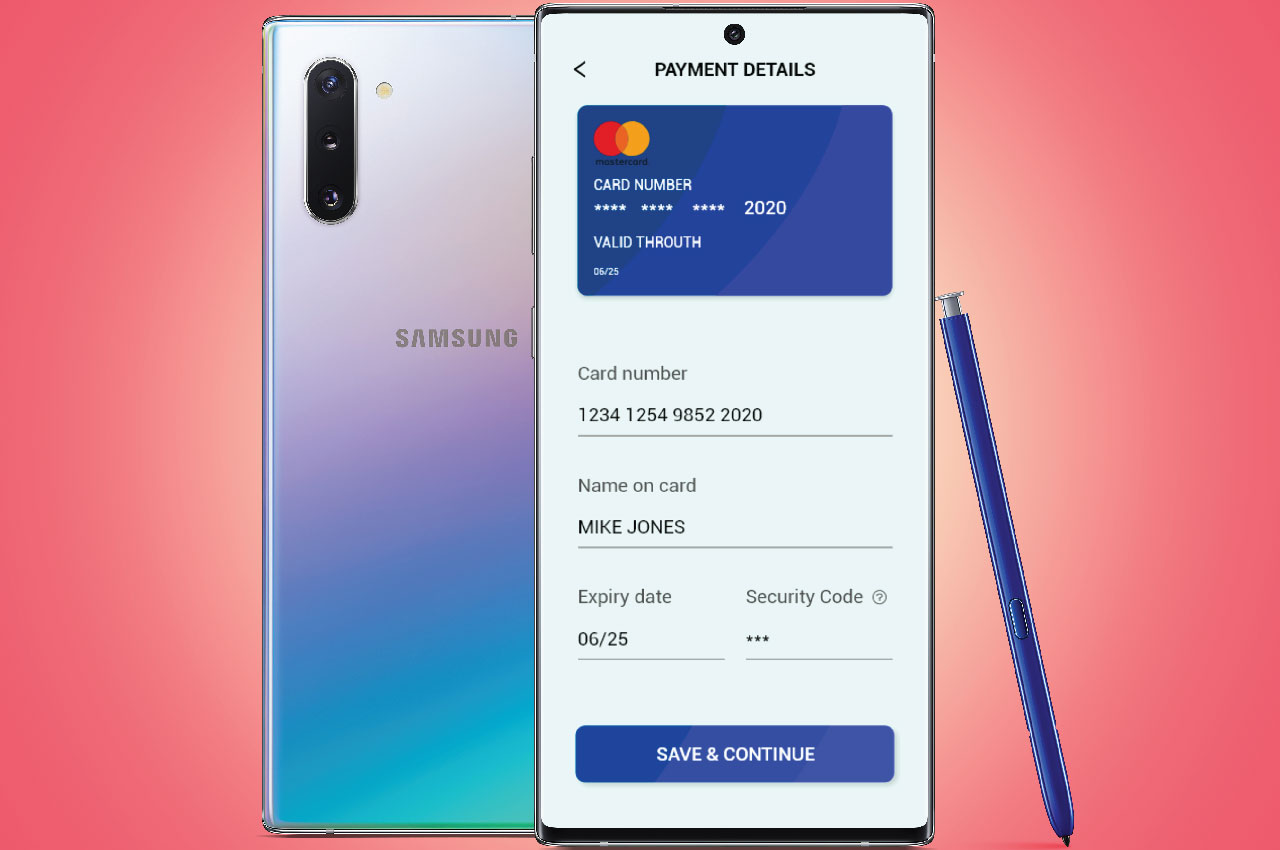 SAMSUNG
<
PAYMENT DETAILS
mastercard.
CARD NUMBER
**** **** **** 2020
VALID THROUTH
06/25
Card number
1234 1254 9852 2020
Name on card
MIKE JONES
Expiry date
Security Code ?
06/25
***
SAVE & CONTINUE